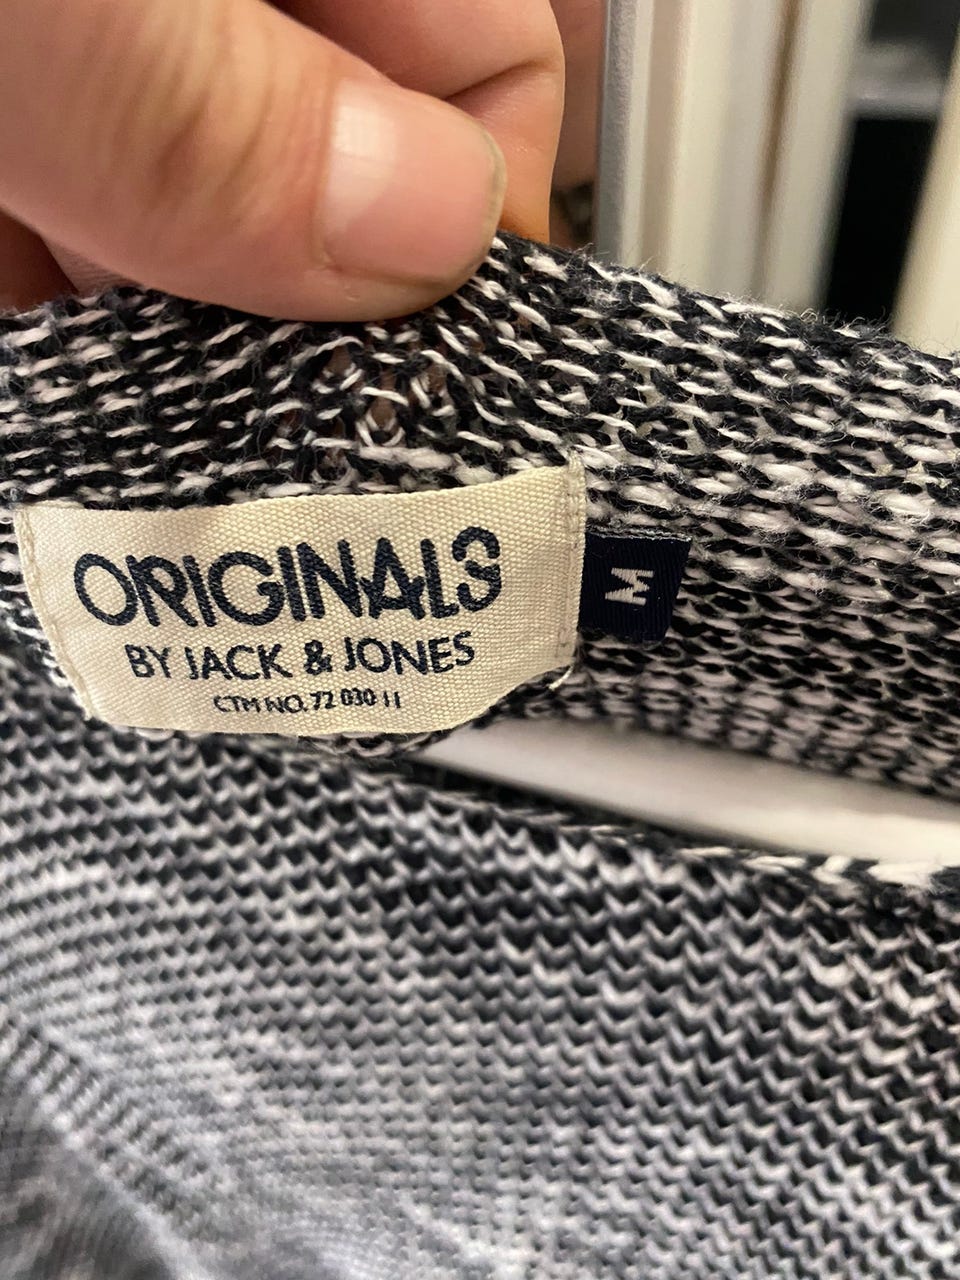 ORIGINALS
BY JACK & JONES
CTM NO. 72 030 11
M